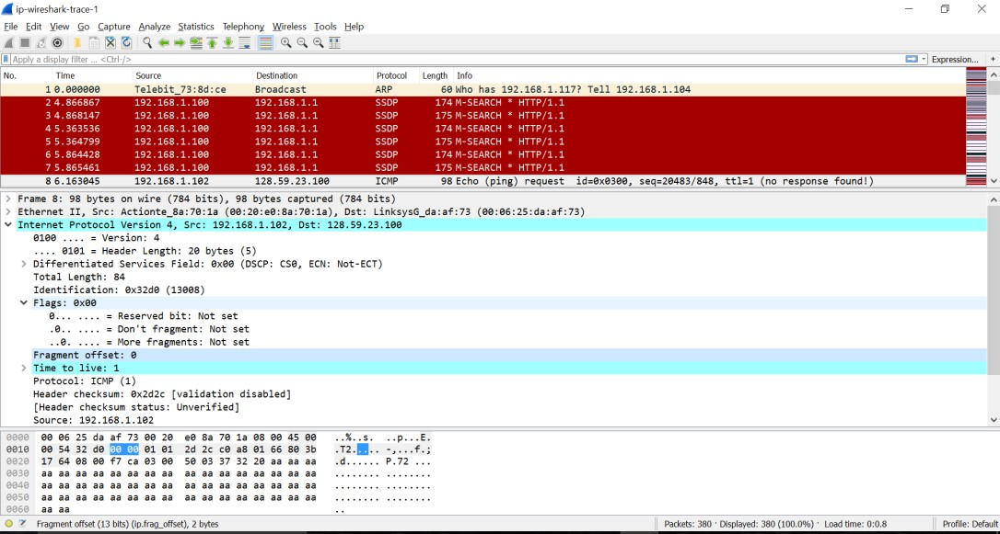 ip-wireshark-trace-1
File Edit View Go Capture Analyze Statistics Telephony Wireless Tools Help
Apply a display filter ... <Ctrl-/> Expression... +
No. Time Source Destination Protocol Length Info
1 0.000000 Telebit_73:8d:ce Broadcast ARP 60 Who has 192.168.1.117? Tell 192.168.1.104
2 4.866867 192.168.1.100 192.168.1.1 SSDP 174 M-SEARCH * HTTP/1.1
3 4.868147 192.168.1.100 192.168.1.1 SSDP 175 M-SEARCH * HTTP/1.1
4 5.363536 192.168.1.100 192.168.1.1 SSDP 174 M-SEARCH * HTTP/1.1
5 5.364799 192.168.1.100 192.168.1.1 SSDP 175 M-SEARCH * HTTP/1.1
6 5.864428 192.168.1.100 192.168.1.1 SSDP 174 M-SEARCH * HTTP/1.1
7 5.865461 192.168.1.100 192.168.1.1 SSDP 175 M-SEARCH * HTTP/1.1
8 6.163045 192.168.1.102 128.59.23.100 ICMP 98 Echo (ping) request id=0x0300, seq=20483/848, ttl=1 (no response found!)
Frame 8: 98 bytes on wire (784 bits), 98 bytes captured (784 bits)
Ethernet II, Src: Actionte_8a:70:1a (00:20:e0:8a:70:1a), Dst: LinksysG_da:af:73 (00:06:25:da:af:73)
Internet Protocol Version 4, Src: 192.168.1.102, Dst: 128.59.23.100
0100 .... = Version: 4
.... 0101 = Header Length: 20 bytes (5)
Differentiated Services Field: 0x00 (DSCP: CS0, ECN: Not-ECT)
Total Length: 84
Identification: 0x32d0 (13008)
Flags: 0x00
0... .... = Reserved bit: Not set
.0.. .... = Don't fragment: Not set
..0. .... = More fragments: Not set
Fragment offset: 0
Time to live: 1
Protocol: ICMP (1)
Header checksum: 0x2d2c [validation disabled]
[Header checksum status: Unverified]
Source: 192.168.1.102
0000 00 06 25 da af 73 00 20 e0 8a 70 1a 08 00 45 00 ..%..s. ..p...E.
0010 00 54 32 d0 00 00 01 01 2d 2c c0 a8 01 66 80 3b .T2..... -,...f.;
0020 17 64 08 00 f7 ca 03 00 50 03 37 32 20 aa aa aa .d...... P.72 ...
0030 aa aa aa aa aa aa aa aa aa aa aa aa aa aa aa aa ........ ........
0040 aa aa aa aa aa aa aa aa aa aa aa aa aa aa aa aa ........ ........
0050 aa aa aa aa aa aa aa aa aa aa aa aa aa aa aa aa ........ ........
0060 aa aa ..
Fragment offset (13 bits) (ip.frag_offset), 2 bytes Packets: 380 · Displayed: 380 (100.0%) · Load time: 0:0.8 Profile: Default